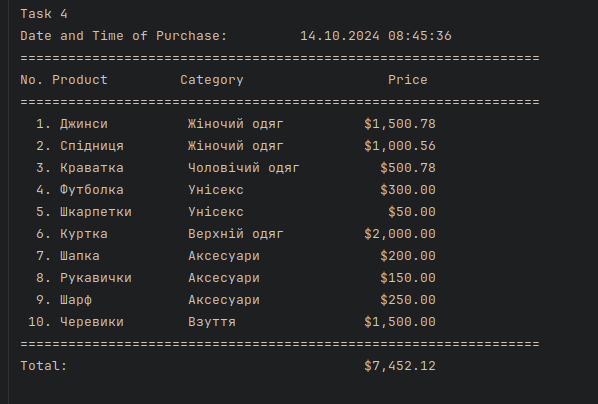 Task 4
Date and Time of Purchase:         14.10.2024 08:45:36
=================================================================
No. Product         Category                  Price
=================================================================
  1. Джинси          Жіночий одяг          $1,500.78
  2. Спідниця        Жіночий одяг          $1,000.56
  3. Краватка        Чоловічий одяг          $500.78
  4. Футболка        Унісекс                 $300.00
  5. Шкарпетки       Унісекс                  $50.00
  6. Куртка          Верхній одяг          $2,000.00
  7. Шапка           Аксесуари               $200.00
  8. Рукавички       Аксесуари               $150.00
  9. Шарф            Аксесуари               $250.00
 10. Черевики        Взуття                $1,500.00
=================================================================
Total:                                     $7,452.12